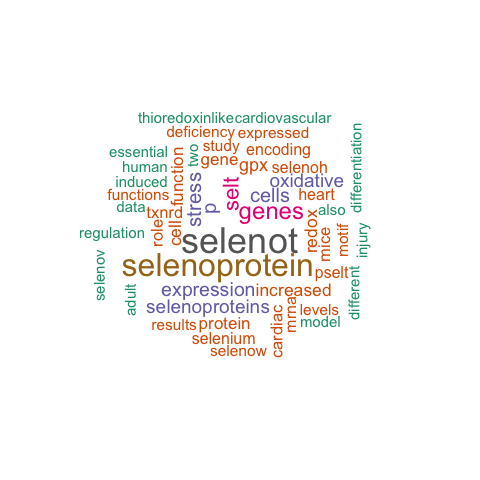 thioredoxinlike cardiovascular
deficiency expressed
essential two study encoding differentiation
human function gene gpx selenoh
induced stress selt cells oxidative
functions p genes heart
data txnrd also
role cell redox mice motif injury
regulation selenot
selenov selenoprotein pselt different
adult expression increased
selenoproteins mrna levels
results protein cardiac model
selenium
selenow